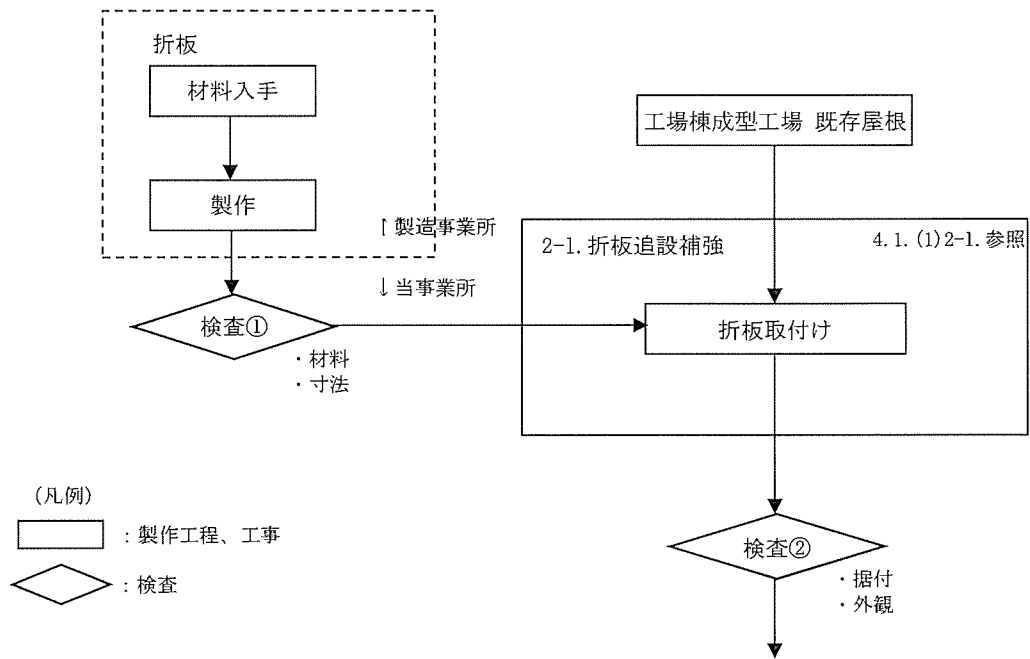 折板
材料入手
製作
↑製造事業所
↓当事業所
検査①
・材料
・寸法
工場棟成型工場 既存屋根
2-1.折板追設補強
4.1.(1)2-1.参照
折板取付け
検査②
・据付
・外観
(凡例)
：製作工程、工事
：検査